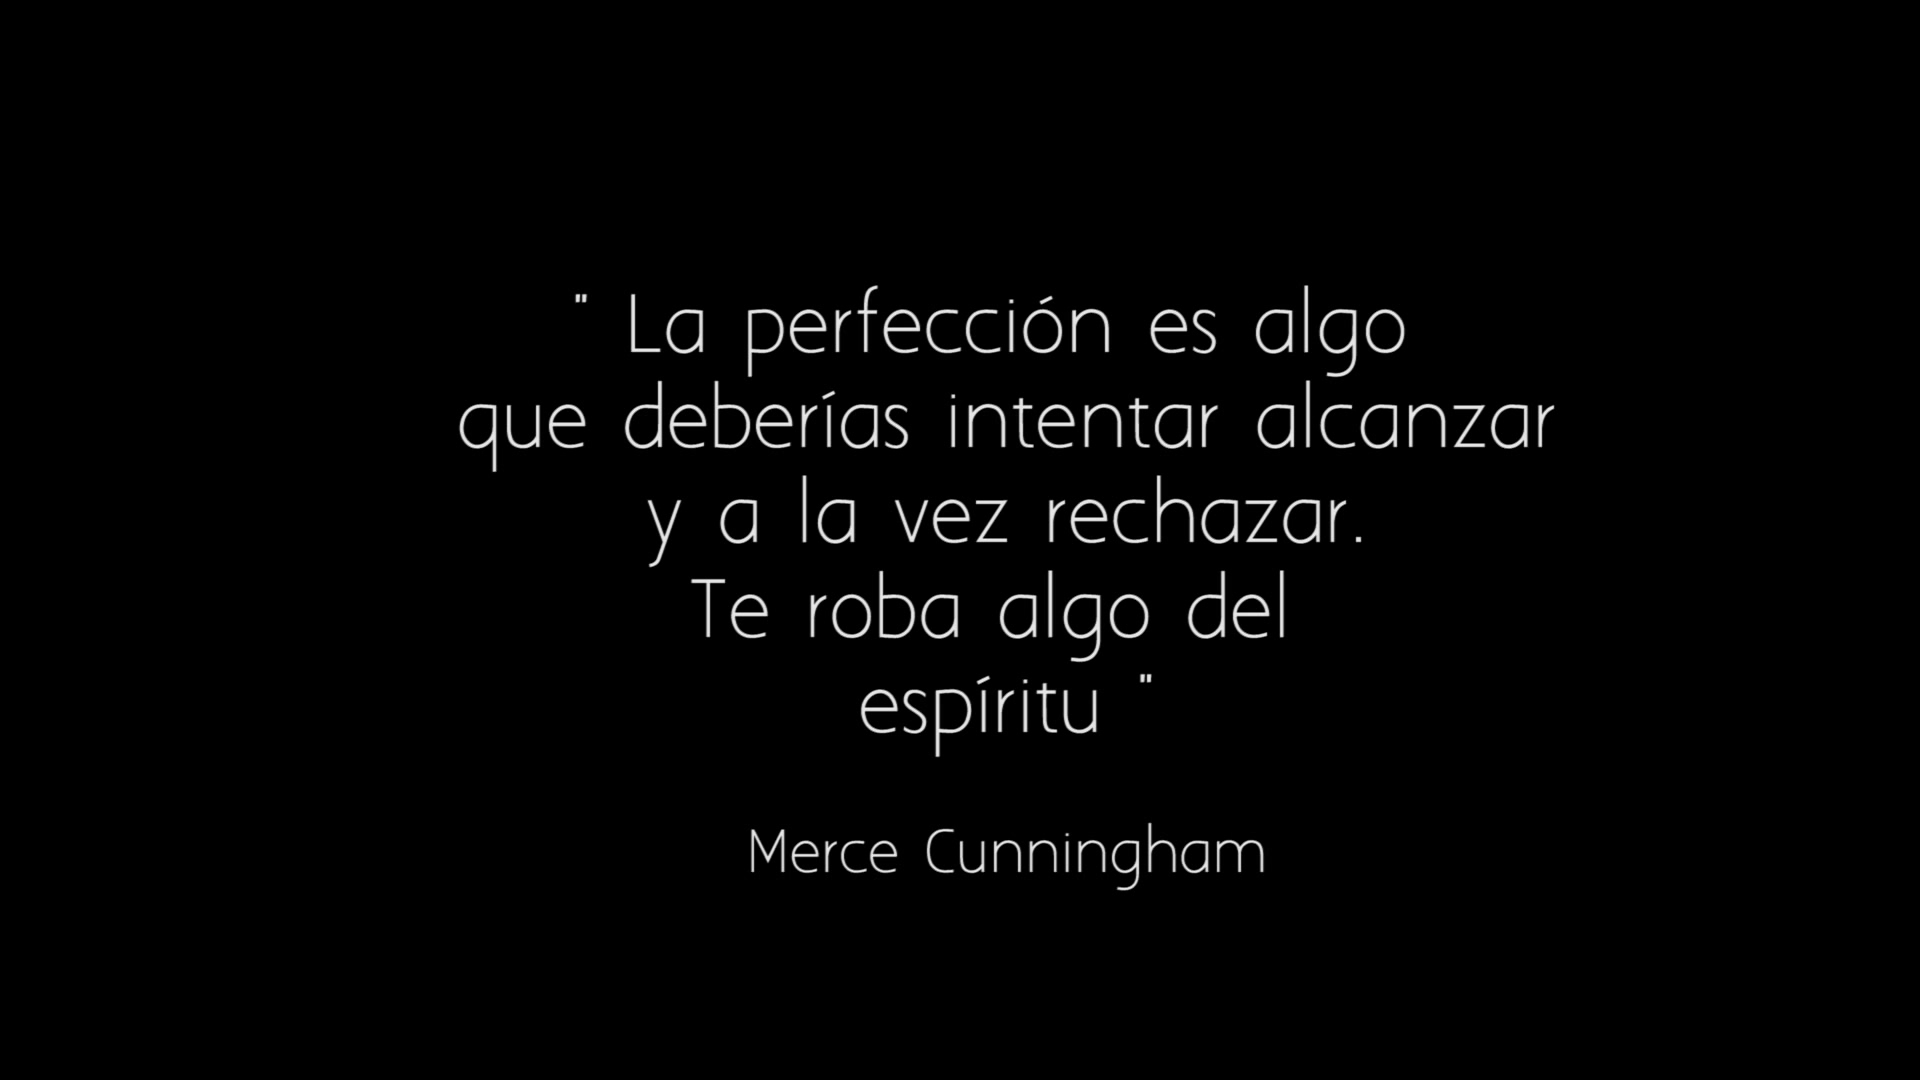 " La perfección es algo
que deberías intentar alcanzar
y a la vez rechazar.
Te roba algo del
espíritu "
Merce Cunningham